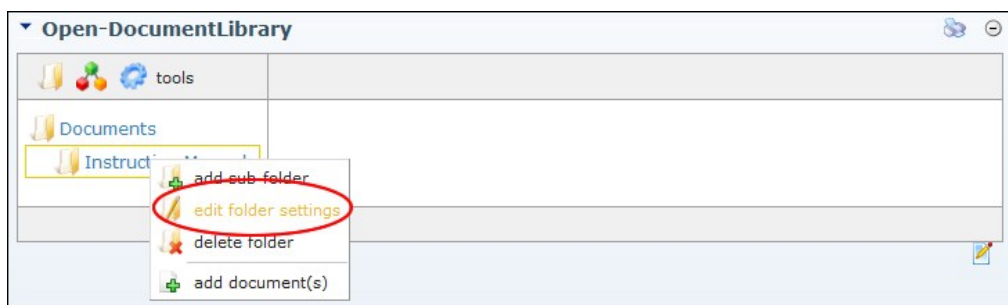 Open-DocumentLibrary
tools
Documents
add sub folder
edit folder settings
delete folder
add document(s)